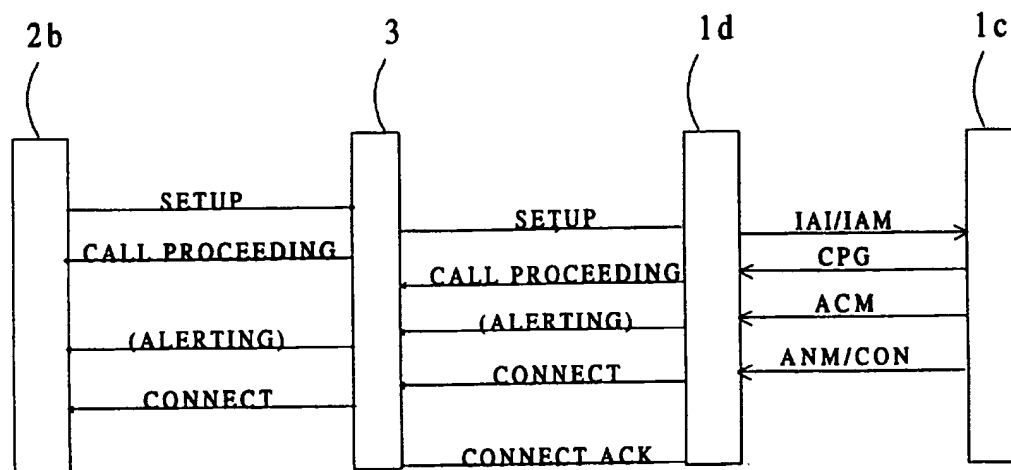 2b
3
1d
1c
SETUP
SETUP
IAI/IAM
CALL PROCEEDING
CPG
CALL PROCEEDING
ACM
(ALERTING)
(ALERTING)
ANM/CON
CONNECT
CONNECT
CONNECT ACK